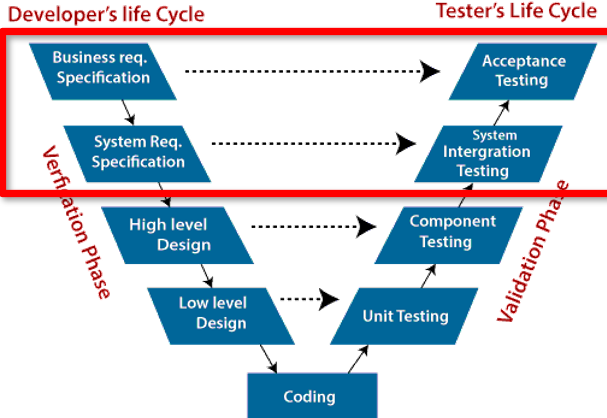 Developer's life Cycle
Tester's Life Cycle
Business req.
Specification
Acceptance
Testing
System Req.
Specification
System
Intergration
Testing
Verfication Phase
Validation Phase
High level
Design
Component
Testing
Low level
Design
Unit Testing
Coding